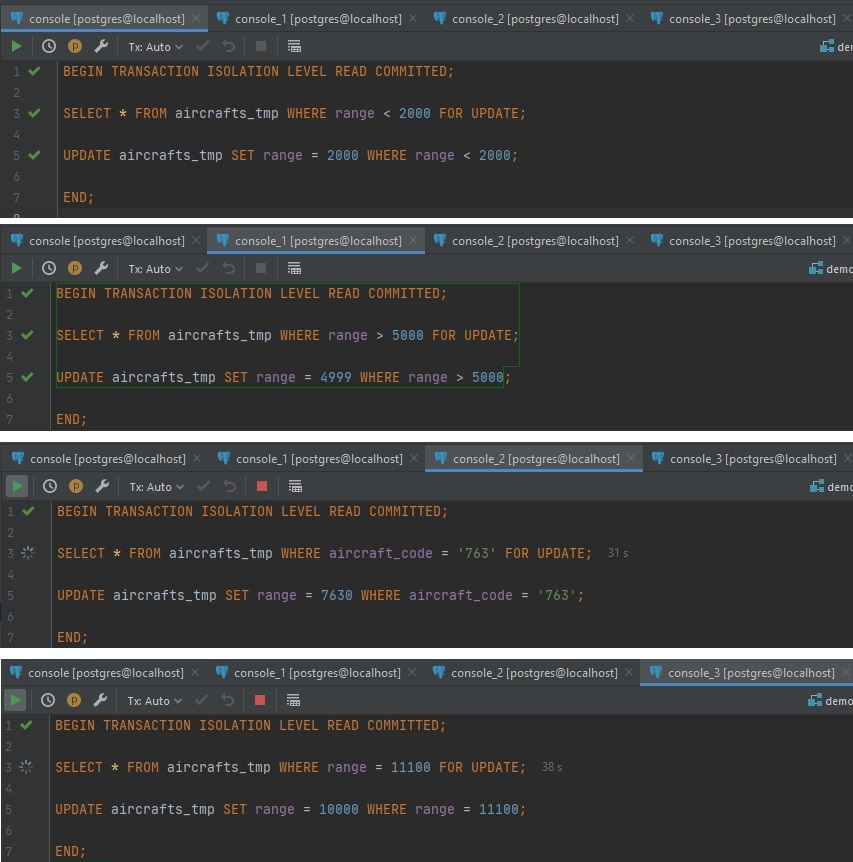 console [postgres@localhost] console_1 [postgres@localhost] console_2 [postgres@localhost] console_3 [postgres@localhost]
Tx: Auto der
1 BEGIN TRANSACTION ISOLATION LEVEL READ COMMITTED;
2
3 SELECT * FROM aircrafts_tmp WHERE range < 2000 FOR UPDATE;
4
5 UPDATE aircrafts_tmp SET range = 2000 WHERE range < 2000;
6
7 END;
8
console [postgres@localhost] console_1 [postgres@localhost] console_2 [postgres@localhost] console_3 [postgres@localhost]
Tx: Auto demo
1 BEGIN TRANSACTION ISOLATION LEVEL READ COMMITTED;
2
3 SELECT * FROM aircrafts_tmp WHERE range > 5000 FOR UPDATE;
4
5 UPDATE aircrafts_tmp SET range = 4999 WHERE range > 5000;
6
7 END;
console [postgres@localhost] console_1 [postgres@localhost] console_2 [postgres@localhost] console_3 [postgres@localhost]
Tx: Auto demo
1 BEGIN TRANSACTION ISOLATION LEVEL READ COMMITTED;
2
3 SELECT * FROM aircrafts_tmp WHERE aircraft_code = '763' FOR UPDATE; 31 s
4
5 UPDATE aircrafts_tmp SET range = 7630 WHERE aircraft_code = '763';
6
7 END;
console [postgres@localhost] console_1 [postgres@localhost] console_2 [postgres@localhost] console_3 [postgres@localhost]
Tx: Auto demo
1 BEGIN TRANSACTION ISOLATION LEVEL READ COMMITTED;
2
3 SELECT * FROM aircrafts_tmp WHERE range = 11100 FOR UPDATE; 38 s
4
5 UPDATE aircrafts_tmp SET range = 10000 WHERE range = 11100;
6
7 END;